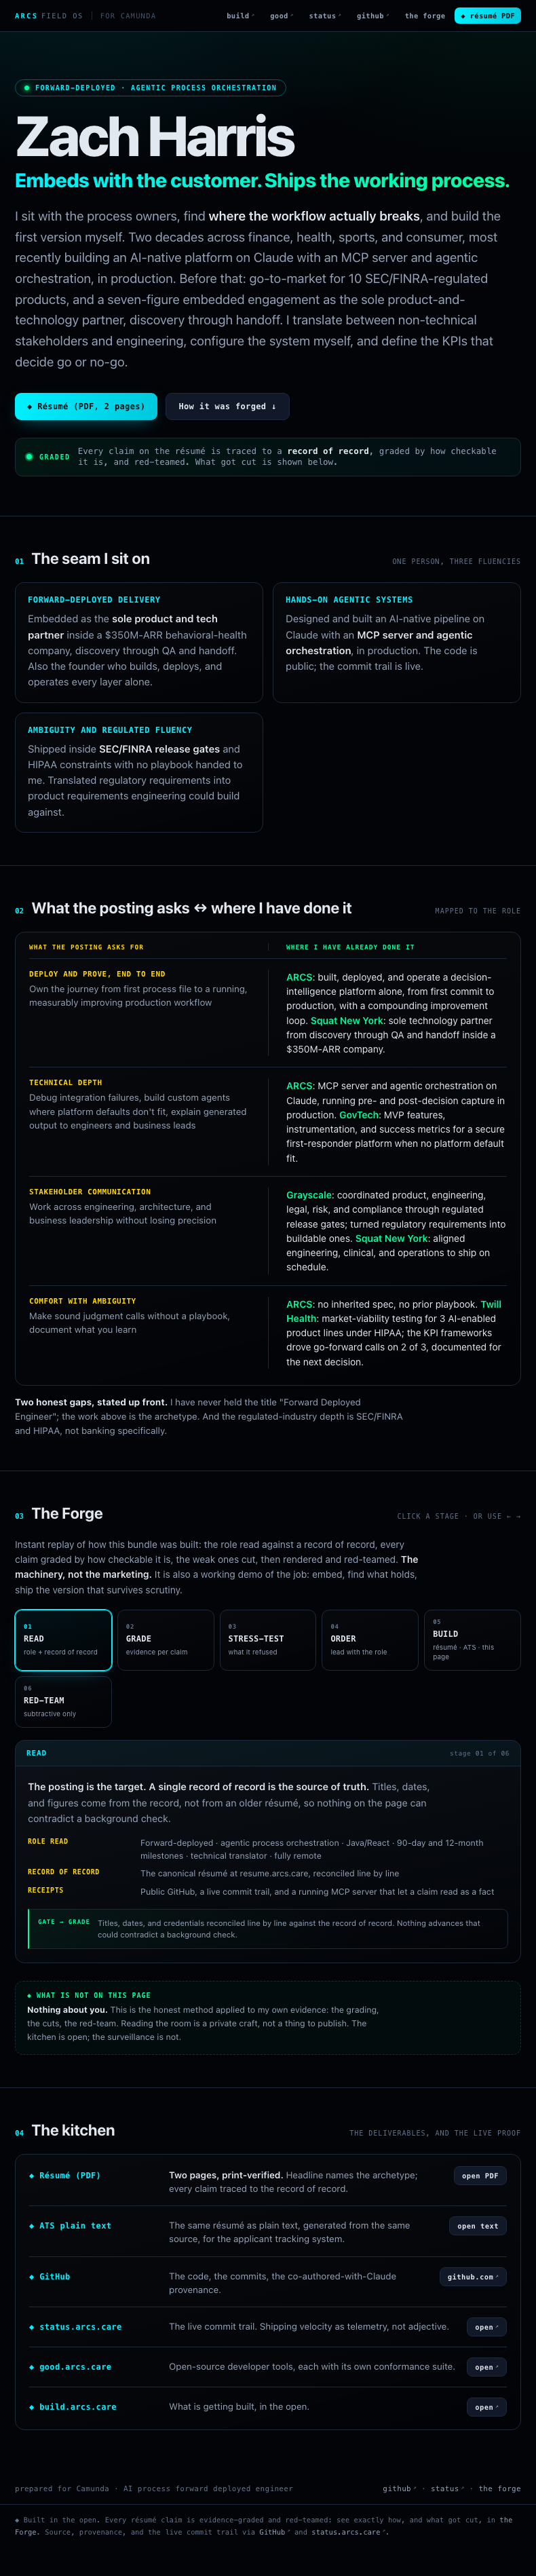 ARCS FIELD OS | FOR CAMUNDA build↗ good↗ status↗ github↗ the forge ◆ résumé PDF
FORWARD-DEPLOYED · AGENTIC PROCESS ORCHESTRATION
Zach Harris
Embeds with the customer. Ships the working process.
I sit with the process owners, find where the workflow actually breaks, and build the
first version myself. Two decades across finance, health, sports, and consumer, most
recently building an AI-native platform on Claude with an MCP server and agentic
orchestration, in production. Before that: go-to-market for 10 SEC/FINRA-regulated
products, and a seven-figure embedded engagement as the sole product-and-
technology partner, discovery through handoff. I translate between non-technical
stakeholders and engineering, configure the system myself, and define the KPIs that
decide go or no-go.
◆ Résumé (PDF, 2 pages) How it was forged ↓
GRADED Every claim on the résumé is traced to a record of record, graded by how checkable
it is, and red-teamed. What got cut is shown below.
01 The seam I sit on ONE PERSON, THREE FLUENCIES
FORWARD-DEPLOYED DELIVERY
Embedded as the sole product and tech
partner inside a $350M-ARR behavioral-health
company, discovery through QA and handoff.
Also the founder who builds, deploys, and
operates every layer alone.
HANDS-ON AGENTIC SYSTEMS
Designed and built an AI-native pipeline on
Claude with an MCP server and agentic
orchestration, in production. The code is
public; the commit trail is live.
AMBIGUITY AND REGULATED FLUENCY
Shipped inside SEC/FINRA release gates and
HIPAA constraints with no playbook handed to
me. Translated regulatory requirements into
product requirements engineering could build
against.
02 What the posting asks ↔ where I have done it MAPPED TO THE ROLE
WHAT THE POSTING ASKS FOR WHERE I HAVE ALREADY DONE IT
DEPLOY AND PROVE, END TO END
Own the journey from first process file to a running,
measurably improving production workflow
ARCS: built, deployed, and operate a decision-
intelligence platform alone, from first commit to
production, with a compounding improvement
loop. Squat New York: sole technology partner
from discovery through QA and handoff inside a
$350M-ARR company.
TECHNICAL DEPTH
Debug integration failures, build custom agents
where platform defaults don't fit, explain generated
output to engineers and business leads
ARCS: MCP server and agentic orchestration on
Claude, running pre- and post-decision capture in
production. GovTech: MVP features,
instrumentation, and success metrics for a secure
first-responder platform when no platform default
fit.
STAKEHOLDER COMMUNICATION
Work across engineering, architecture, and
business leadership without losing precision
Grayscale: coordinated product, engineering,
legal, risk, and compliance through regulated
release gates; turned regulatory requirements into
buildable ones. Squat New York: aligned
engineering, clinical, and operations to ship on
schedule.
COMFORT WITH AMBIGUITY
Make sound judgment calls without a playbook,
document what you learn
ARCS: no inherited spec, no prior playbook. Twill
Health: market-viability testing for 3 AI-enabled
product lines under HIPAA; the KPI frameworks
drove go-forward calls on 2 of 3, documented for
the next decision.
Two honest gaps, stated up front. I have never held the title "Forward Deployed
Engineer"; the work above is the archetype. And the regulated-industry depth is SEC/FINRA
and HIPAA, not banking specifically.
03 The Forge CLICK A STAGE · OR USE ← →
Instant replay of how this bundle was built: the role read against a record of record, every
claim graded by how checkable it is, the weak ones cut, then rendered and red-teamed. The
machinery, not the marketing. It is also a working demo of the job: embed, find what holds,
ship the version that survives scrutiny.
01
READ
role + record of record
02
GRADE
evidence per claim
03
STRESS-TEST
what it refused
04
ORDER
lead with the role
05
BUILD
résumé · ATS · this
page
06
RED-TEAM
subtractive only
READ stage 01 of 06
The posting is the target. A single record of record is the source of truth. Titles, dates,
and figures come from the record, not from an older résumé, so nothing on the page can
contradict a background check.
ROLE READ Forward-deployed · agentic process orchestration · Java/React · 90-day and 12-month
milestones · technical translator · fully remote
RECORD OF RECORD The canonical résumé at resume.arcs.care, reconciled line by line
RECEIPTS Public GitHub, a live commit trail, and a running MCP server that let a claim read as a fact
GATE → GRADE Titles, dates, and credentials reconciled line by line against the record of record. Nothing advances that
could contradict a background check.
◆ WHAT IS NOT ON THIS PAGE
Nothing about you. This is the honest method applied to my own evidence: the grading,
the cuts, the red-team. Reading the room is a private craft, not a thing to publish. The
kitchen is open; the surveillance is not.
04 The kitchen THE DELIVERABLES, AND THE LIVE PROOF
◆ Résumé (PDF) Two pages, print-verified. Headline names the archetype;
every claim traced to the record of record. open PDF
◆ ATS plain text The same résumé as plain text, generated from the same
source, for the applicant tracking system. open text
◆ GitHub The code, the commits, the co-authored-with-Claude
provenance. github.com↗
◆ status.arcs.care The live commit trail. Shipping velocity as telemetry, not adjective. open↗
◆ good.arcs.care Open-source developer tools, each with its own conformance suite. open↗
◆ build.arcs.care What is getting built, in the open. open↗
prepared for Camunda · AI process forward deployed engineer github↗ · status↗ · the forge
◆ Built in the open. Every résumé claim is evidence-graded and red-teamed: see exactly how, and what got cut, in the
Forge. Source, provenance, and the live commit trail via GitHub↗ and status.arcs.care↗.